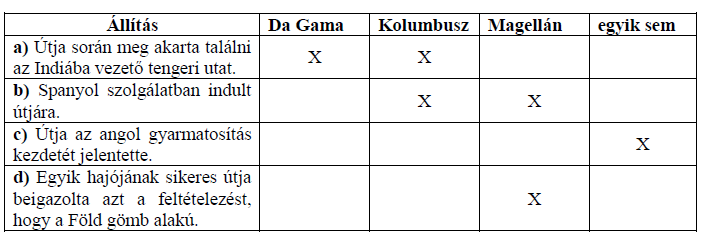 Állítás Da Gama Kolumbusz Magellán egyik sem
a) Útja során meg akarta találni
az Indiába vezető tengeri utat. X X
b) Spanyol szolgálatban indult
útjára. X X
c) Útja az angol gyarmatosítás
kezdetét jelentette. X
d) Egyik hajójának sikeres útja
beigazolta azt a feltételezést,
hogy a Föld gömb alakú. X